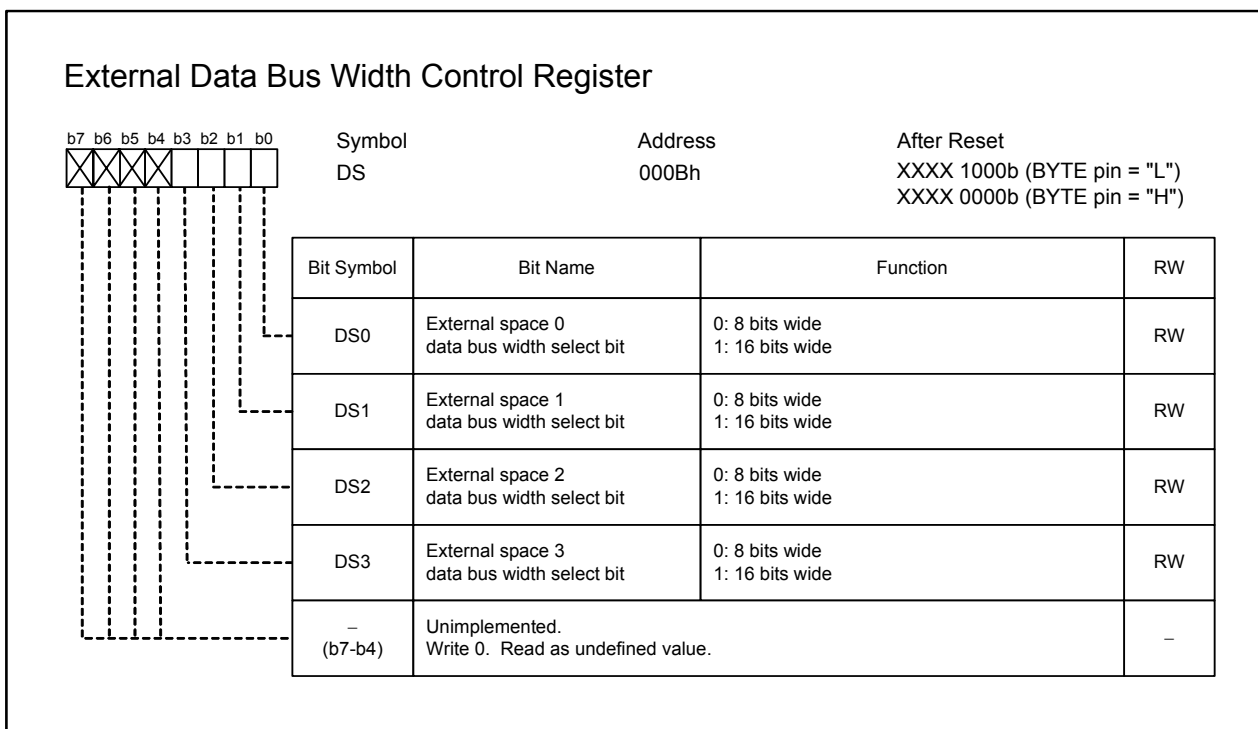 External Data Bus Width Control Register
b7 b6 b5 b4 b3 b2 b1 b0
Symbol Address After Reset
DS 000Bh XXXX 1000b (BYTE pin = "L")
XXXX 0000b (BYTE pin = "H")
Bit Symbol Bit Name Function RW
DS0 External space 0 0: 8 bits wide RW
data bus width select bit 1: 16 bits wide
DS1 External space 1 0: 8 bits wide RW
data bus width select bit 1: 16 bits wide
DS2 External space 2 0: 8 bits wide RW
data bus width select bit 1: 16 bits wide
DS3 External space 3 0: 8 bits wide RW
data bus width select bit 1: 16 bits wide
– Unimplemented. –
(b7-b4) Write 0. Read as undefined value.